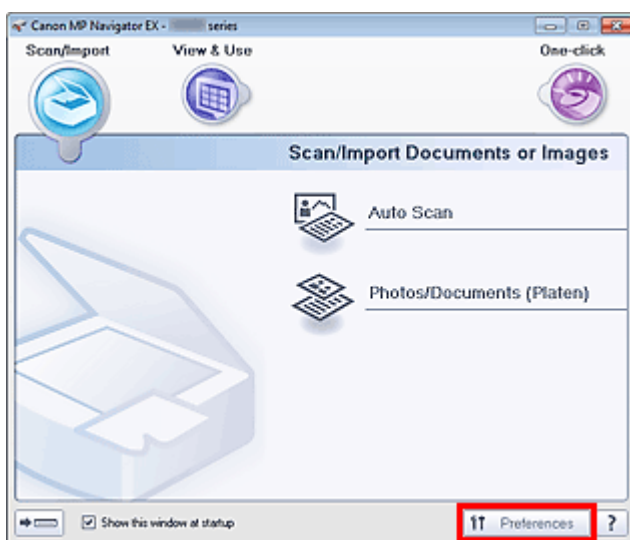 Canon MP Navigator EX - series
Scan/Import View & Use One-click
Scan/Import Documents or Images
Auto Scan
Photos/Documents (Platen)
Show this window at startup Preferences ?